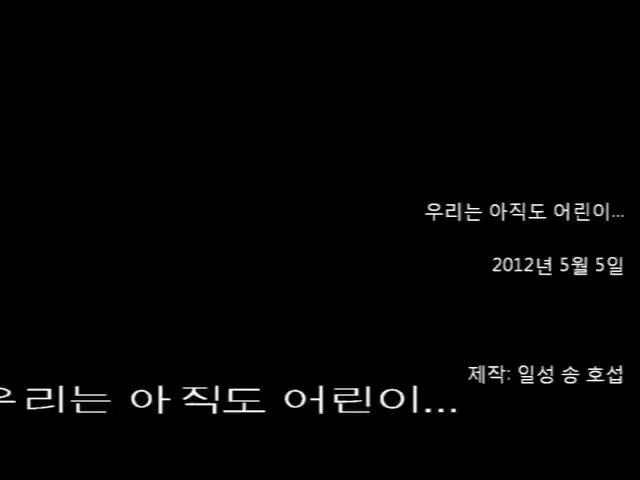 우리는 아직도 어린이...
2012년 5월 5일
제작: 일성 송 호섭
우리는 아직도 어린이...